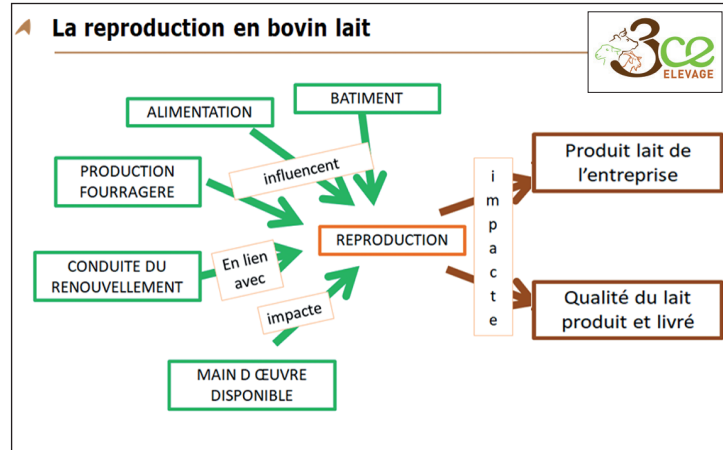 La reproduction en bovin lait
3ce
ELEVAGE
BATIMENT
ALIMENTATION
influencent
PRODUCTION
FOURRAGERE
REPRODUCTION
CONDUITE DU
RENOUVELLEMENT
En lien
avec
impacte
MAIN D ŒUVRE
DISPONIBLE
impacte
Produit lait de
l’entreprise
Qualité du lait
produit et livré